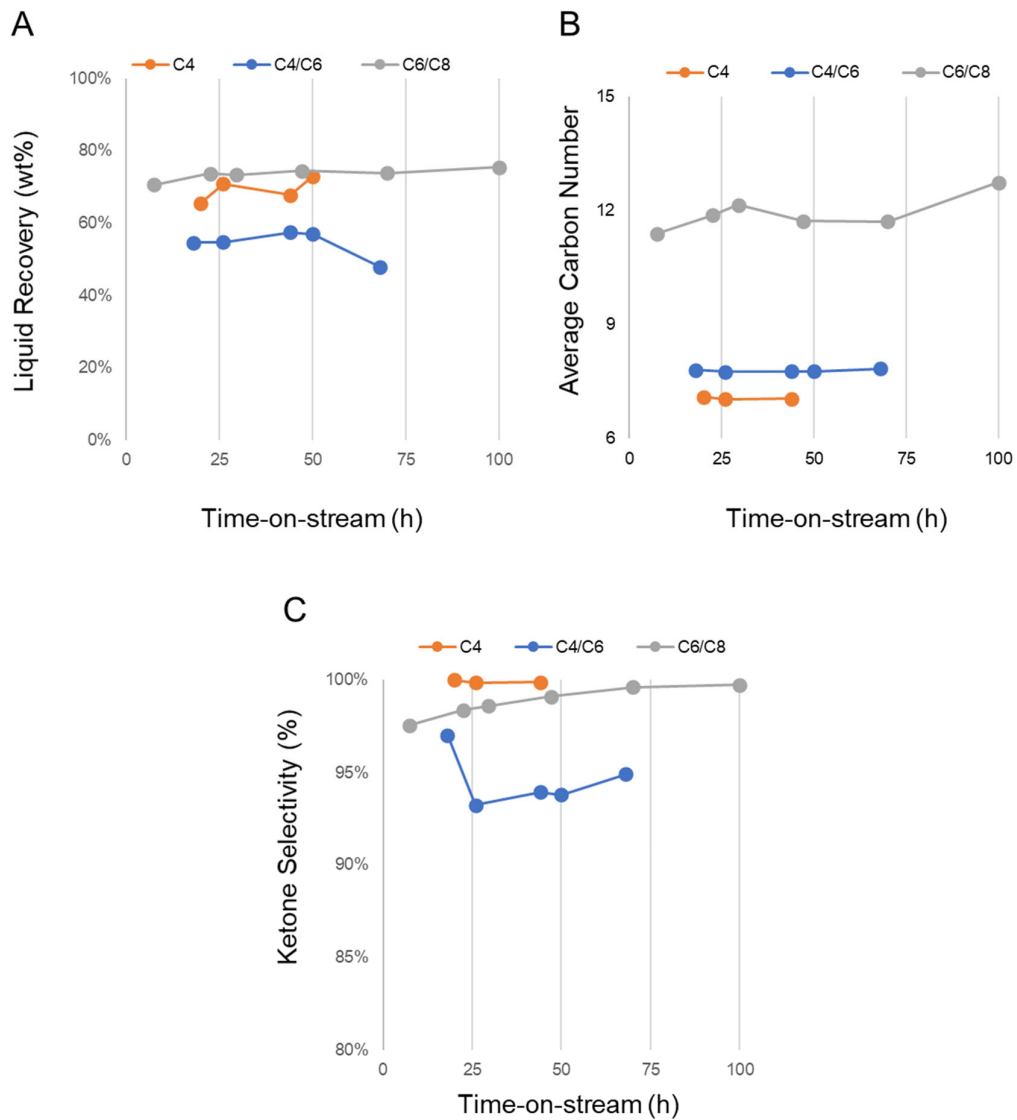 A
C4 C4/C6 C6/C8
100%
80%
60%
40%
20%
0%
Liquid Recovery (wt%)
0 25 50 75 100
Time-on-stream (h)
B
C4 C4/C6 C6/C8
15
12
9
6
Average Carbon Number
0 25 50 75 100
Time-on-stream (h)
C
C4 C4/C6 C6/C8
100%
95%
90%
85%
80%
Ketone Selectivity (%)
0 25 50 75 100
Time-on-stream (h)